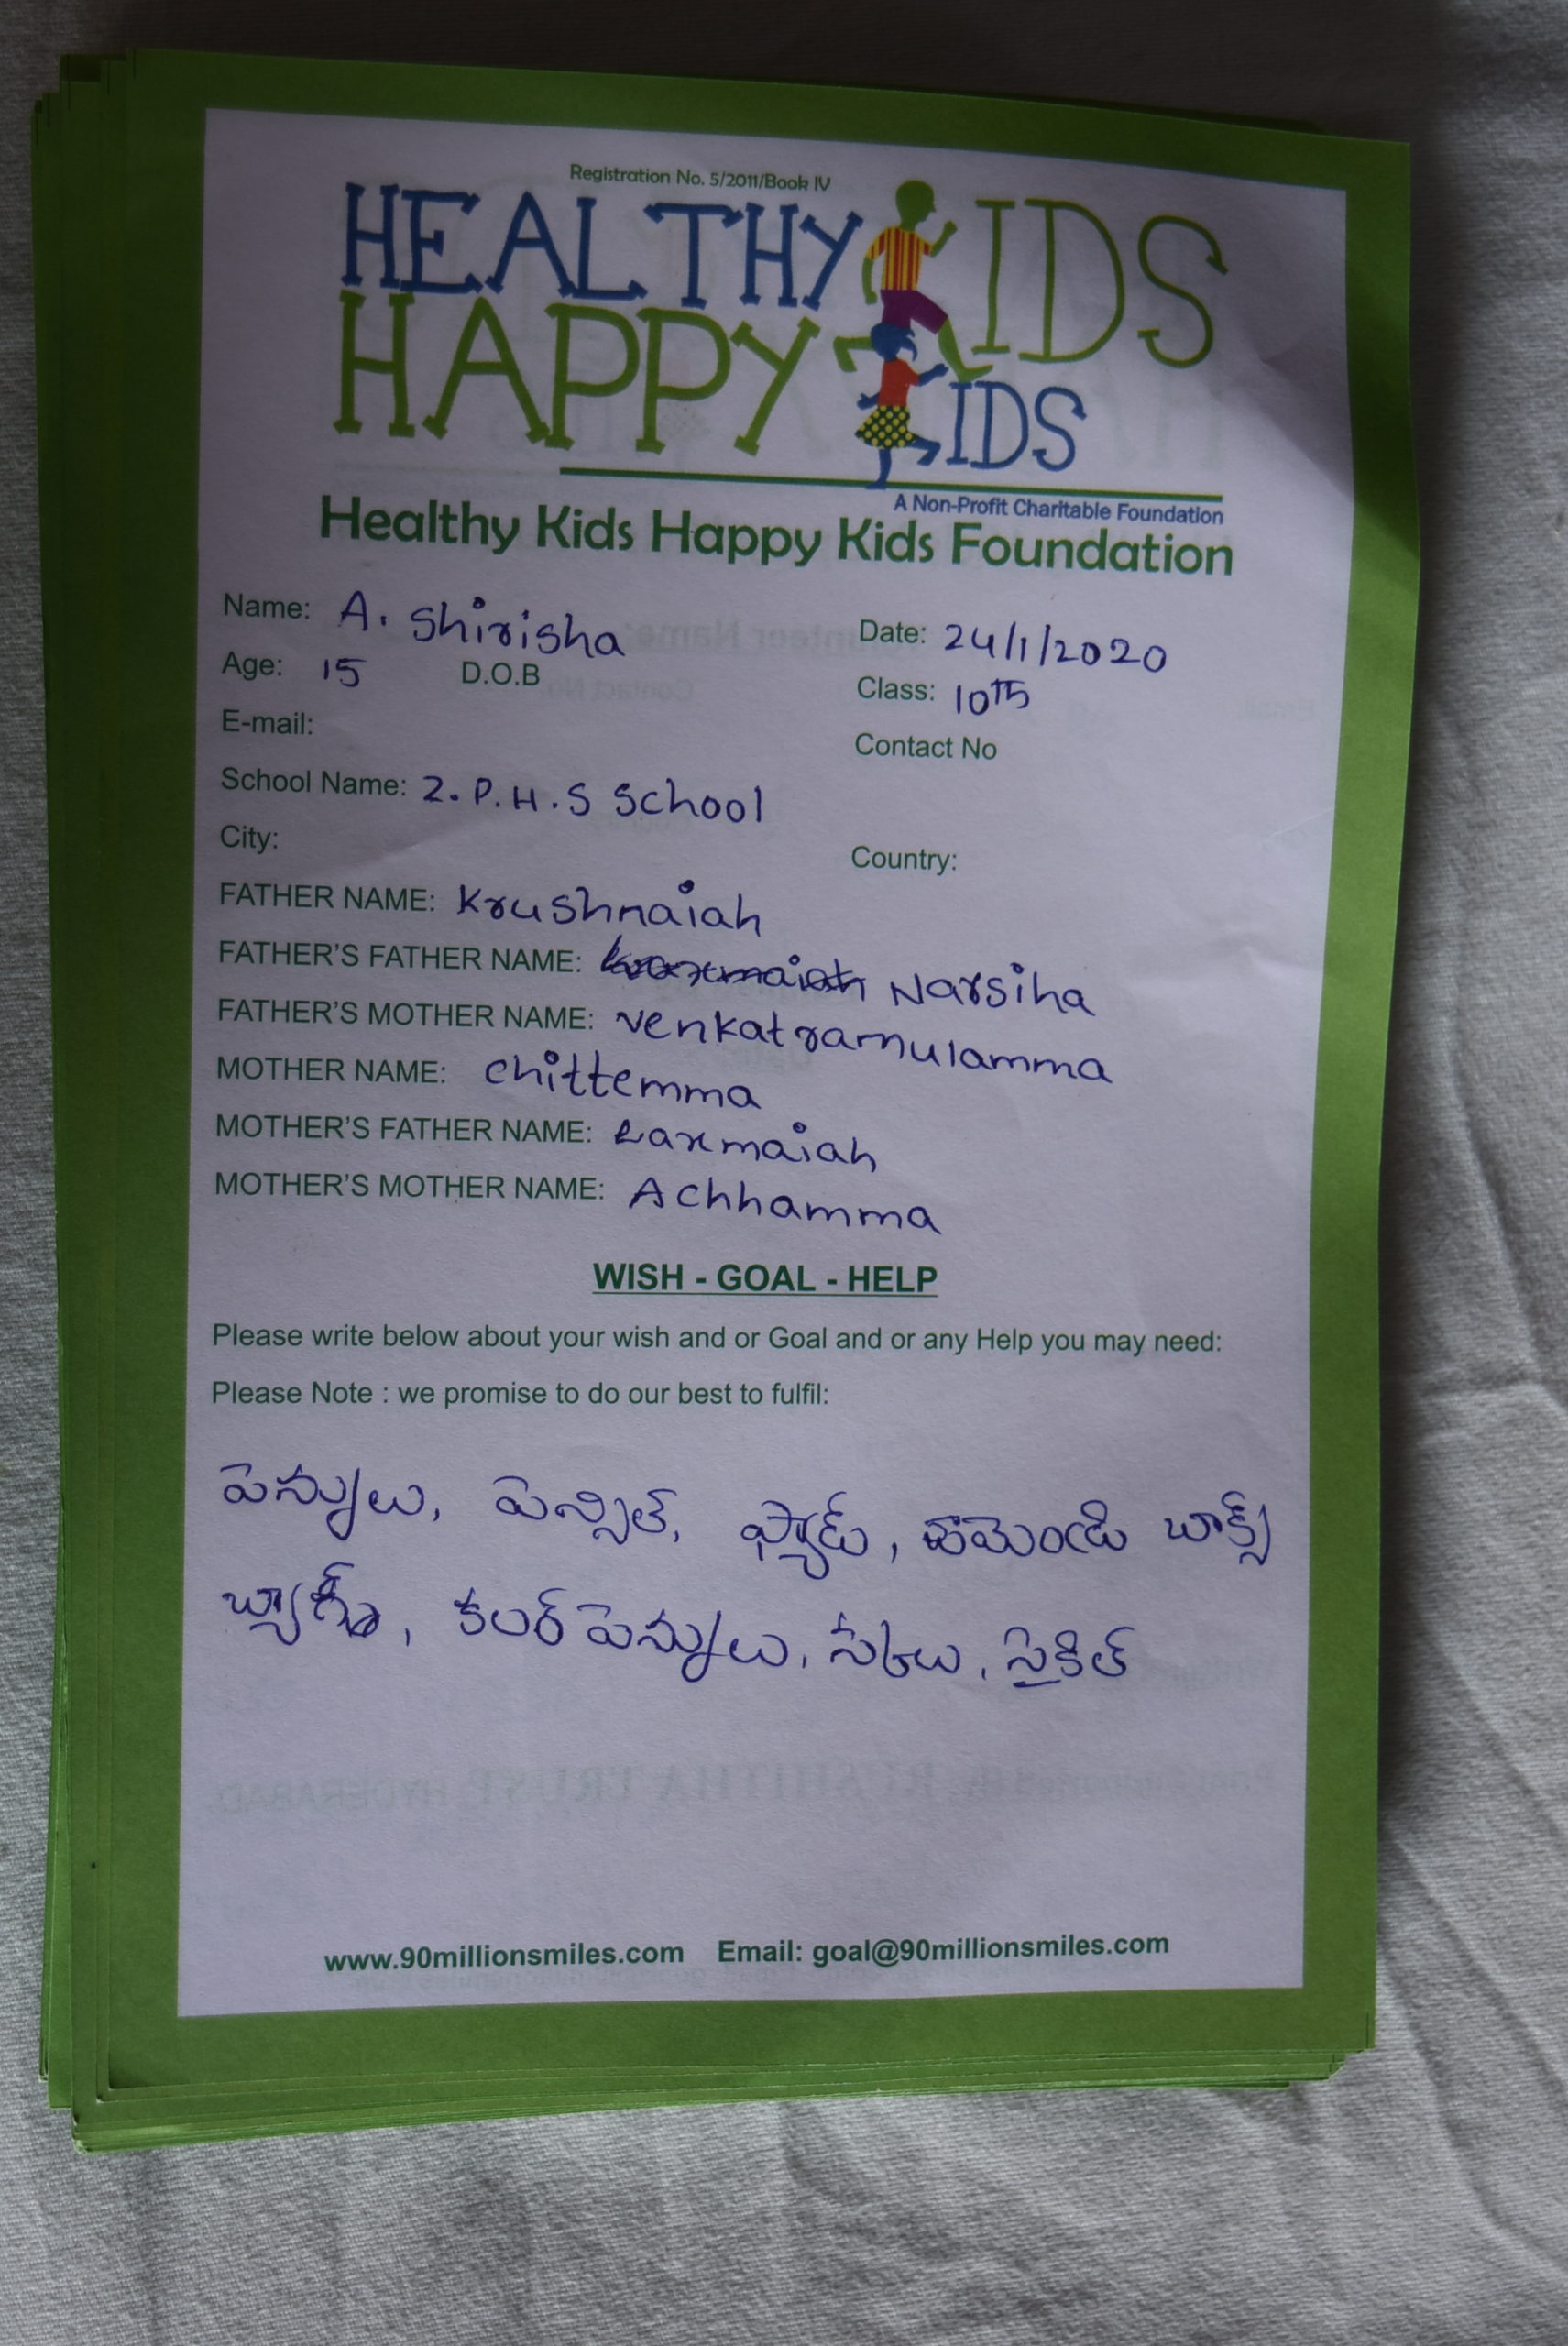 Registration No. 5/2011/Book IV
HEALTHY KIDS
HAPPY KIDS
A Non-Profit Charitable Foundation
Healthy Kids Happy Kids Foundation
Name: A. Shirisha Date: 24/1/2020
Age: 15 D.O.B Class: 10th
E-mail: Contact No
School Name: Z.P.H.S School
City: Country:
FATHER NAME: Krushnaiah
FATHER'S FATHER NAME: Narsiha
FATHER'S MOTHER NAME: Venkatramulamma
MOTHER NAME: Chittemma
MOTHER'S FATHER NAME: Laxmaiah
MOTHER'S MOTHER NAME: Achhamma
WISH - GOAL - HELP
Please write below about your wish and or Goal and or any Help you may need:
Please Note : we promise to do our best to fulfil:
పెన్నులు, పెన్సిల్, ప్యాడ్, బాక్స్
కలర్ పెన్నులు, సైకిల్
www.90millionsmiles.com Email: goal@90millionsmiles.com